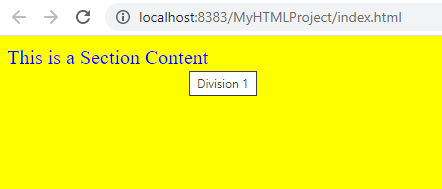 localhost:8383/MyHTMLProject/index.html
This is a Section Content
Division 1